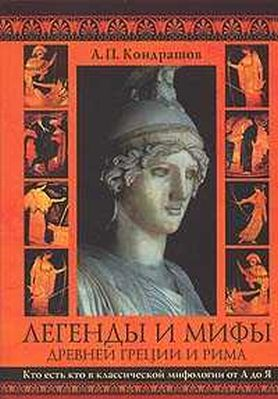 А. П. Кондрашов
ЛЕГЕНДЫ И МИФЫ
ДРЕВНЕЙ ГРЕЦИИ И РИМА
Кто есть кто в классической мифологии от А до Я